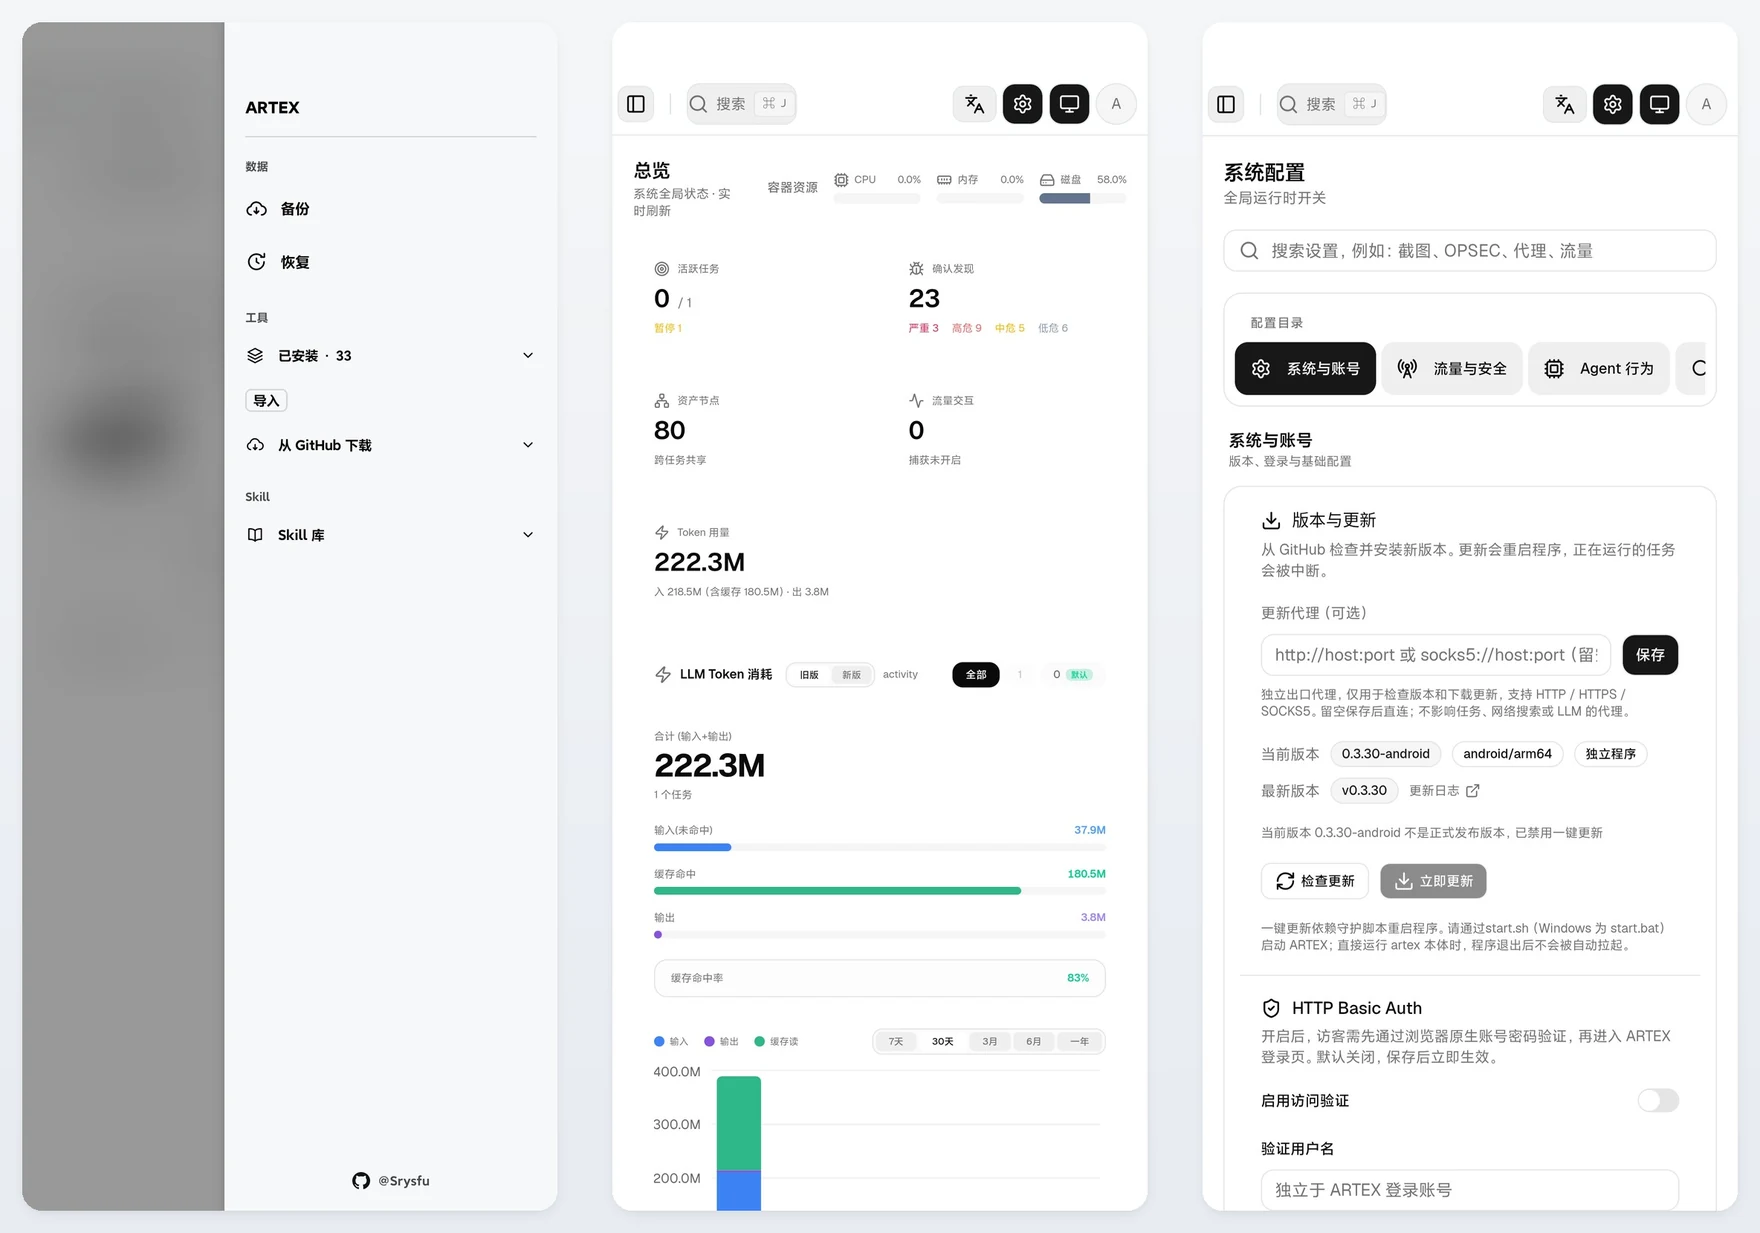 ARTEX
数据
备份
恢复
工具
已安装 · 33
导入
从 GitHub 下载
Skill
Skill 库
@Srysfu
搜索 ⌘ J
A
总览
系统全局状态 · 实
时刷新
容器资源
CPU 0.0%
内存 0.0%
磁盘 58.0%
活跃任务
0 / 1
暂停 1
确认发现
23
严重 3 高危 9 中危 5 低危 6
资产节点
80
跨任务共享
流量交互
0
捕获未开启
Token 用量
222.3M
入 218.5M (含缓存 180.5M) · 出 3.8M
LLM Token 消耗 旧版 新版 activity 全部 1 0 默认
合计 (输入+输出)
222.3M
1 个任务
输入(未命中) 37.9M
缓存命中 180.5M
输出 3.8M
缓存命中率 83%
输入 输出 缓存读 7天 30天 3月 6月 一年
400.0M
300.0M
200.0M
搜索 ⌘ J
A
系统配置
全局运行时开关
搜索设置，例如：截图、OPSEC、代理、流量
配置目录
系统与账号 流量与安全 Agent 行为
系统与账号
版本、登录与基础配置
版本与更新
从 GitHub 检查并安装新版本。更新会重启程序，正在运行的任务
会被中断。
更新代理（可选）
http://host:port 或 socks5://host:port（留
保存
独立出口代理，仅用于检查版本和下载更新，支持 HTTP / HTTPS /
SOCKS5。留空保存后直连；不影响任务、网络搜索或 LLM 的代理。
当前版本 0.3.30-android android/arm64 独立程序
最新版本 v0.3.30 更新日志
当前版本 0.3.30-android 不是正式发布版本，已禁用一键更新
检查更新 立即更新
一键更新依赖守护脚本重启程序。请通过start.sh（Windows 为 start.bat）
启动 ARTEX；直接运行 artex 本体时，程序退出后不会被自动拉起。
HTTP Basic Auth
开启后，访客需先通过浏览器原生账号密码验证，再进入 ARTEX
登录页。默认关闭，保存后立即生效。
启用访问验证
验证用户名
独立于 ARTEX 登录账号